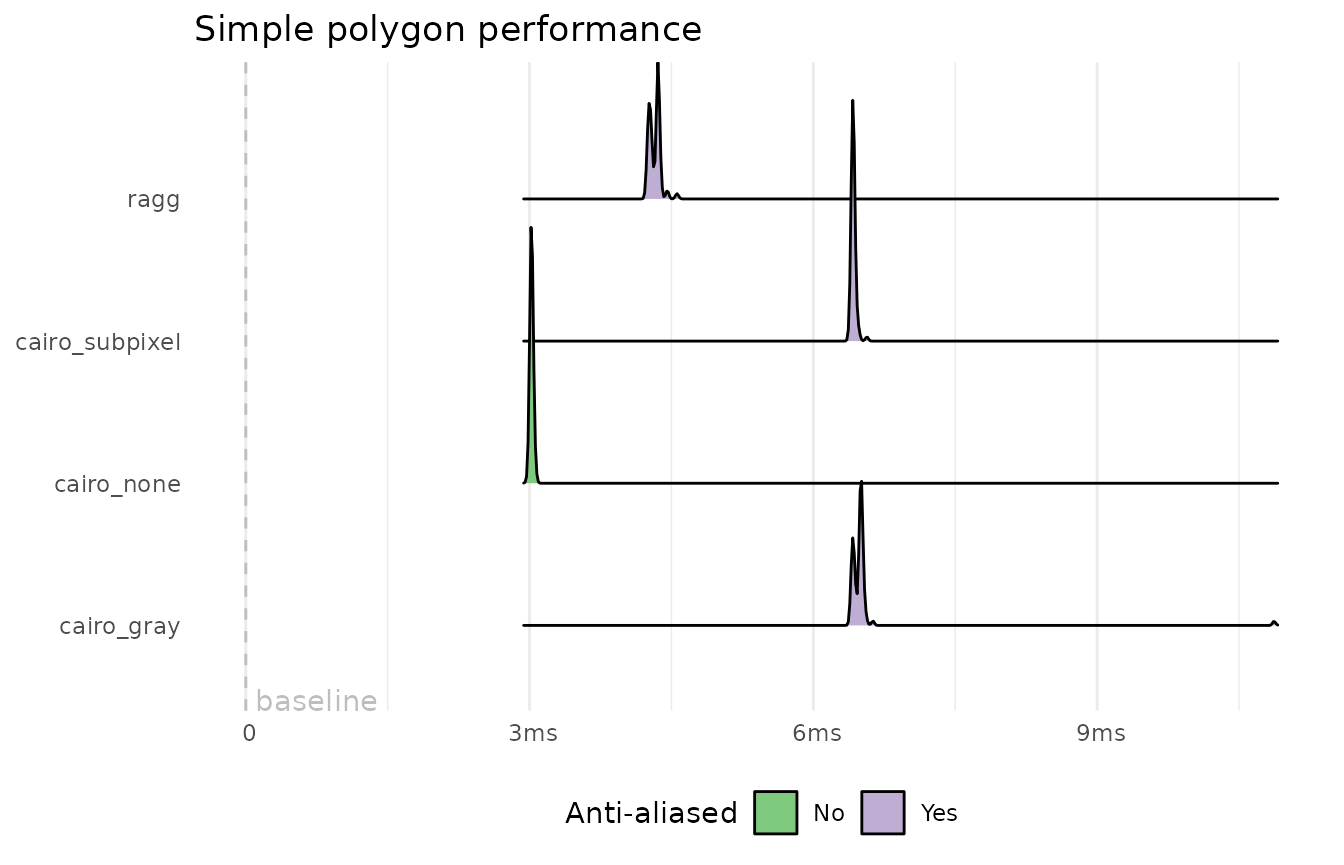 Simple polygon performance
ragg
cairo_subpixel
cairo_none
cairo_gray
baseline
0 3ms 6ms 9ms
Anti-aliased No Yes